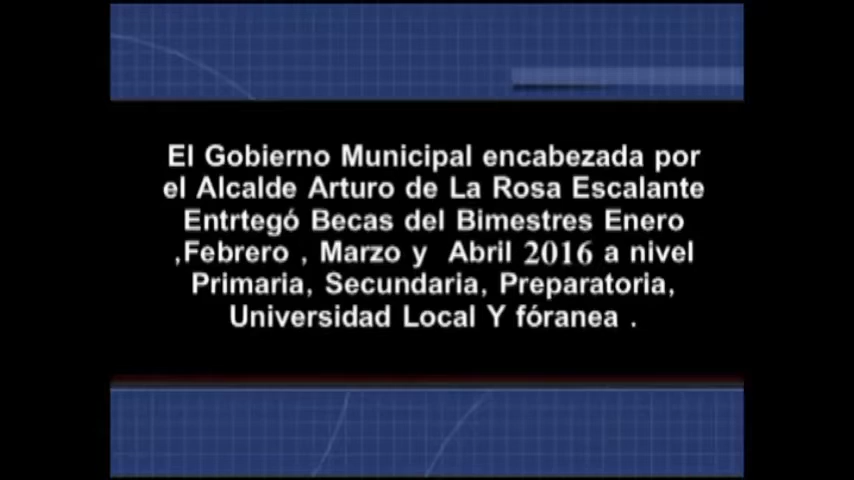 El Gobierno Municipal encabezada por
el Alcalde Arturo de La Rosa Escalante
Entrtegó Becas del Bimestres Enero
,Febrero , Marzo y  Abril 2016 a nivel
Primaria, Secundaria, Preparatoria,
Universidad Local Y fóranea .